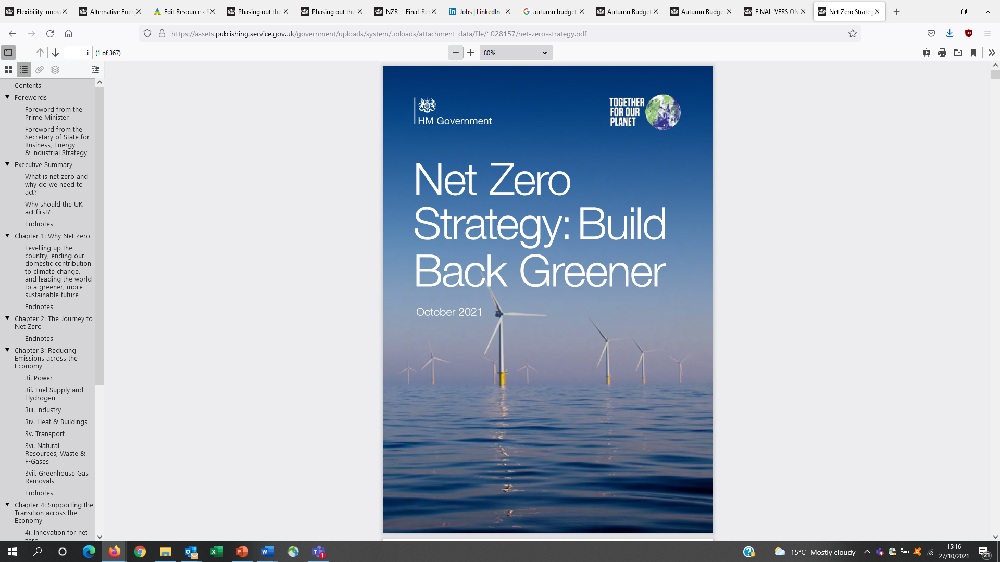 Flexibility Innov
Alternative Energ
Edit Resource ‹ R
Phasing out the
Phasing out the
NZR_-_Final_Rep
Jobs | LinkedIn
autumn budget
Autumn Budget
Autumn Budget
FINAL_VERSION
Net Zero Strateg
https://assets.publishing.service.gov.uk/government/uploads/system/uploads/attachment_data/file/1028157/net-zero-strategy.pdf
i (1 of 367)
80%
Contents
Forewords
Foreword from the
Prime Minister
Foreword from the
Secretary of State for
Business, Energy
& Industrial Strategy
Executive Summary
What is net zero and
why do we need to
act?
Why should the UK
act first?
Endnotes
Chapter 1: Why Net Zero
Levelling up the
country, ending our
domestic contribution
to climate change,
and leading the world
to a greener, more
sustainable future
Endnotes
Chapter 2: The Journey to
Net Zero
Endnotes
Chapter 3: Reducing
Emissions across the
Economy
3i. Power
3ii. Fuel Supply and
Hydrogen
3iii. Industry
3iv. Heat & Buildings
3v. Transport
3vi. Natural
Resources, Waste &
F-Gases
3vii. Greenhouse Gas
Removals
Endnotes
Chapter 4: Supporting the
Transition across the
Economy
4i. Innovation for net
zero
HM Government
TOGETHER
FOR OUR
PLANET
Net Zero
Strategy: Build
Back Greener
October 2021
15°C Mostly cloudy
15:16
27/10/2021
21
1